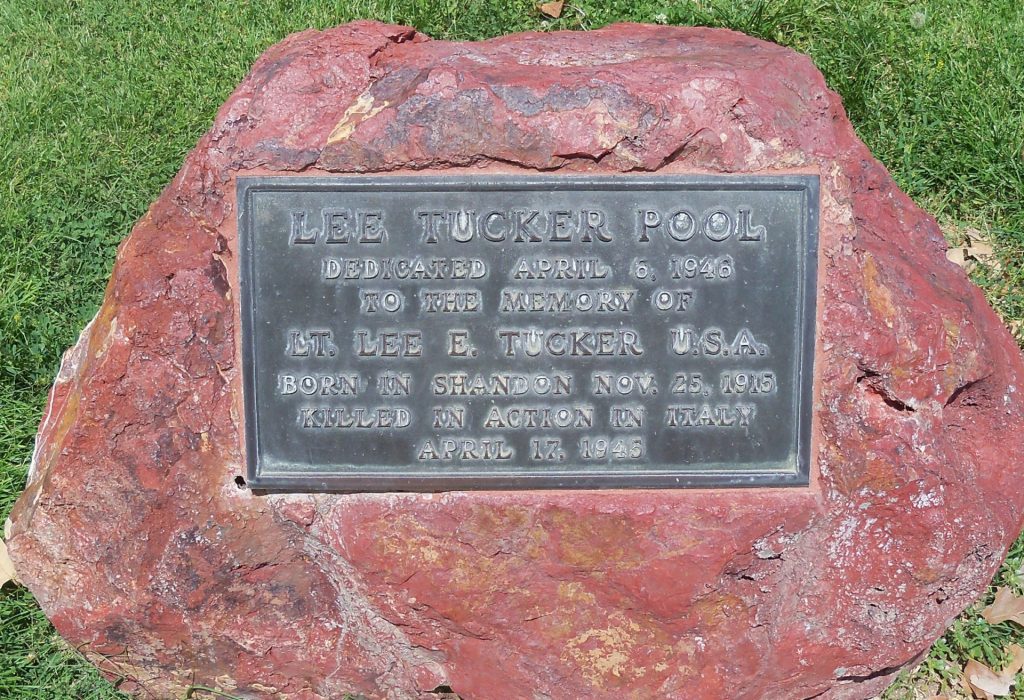 LEE TUCKER POOL
DEDICATED APRIL 6, 1946
TO THE MEMORY OF
LT. LEE E. TUCKER U.S.A.
BORN IN SHANDON NOV. 25, 1915
KILLED IN ACTION IN ITALY
APRIL 17, 1945